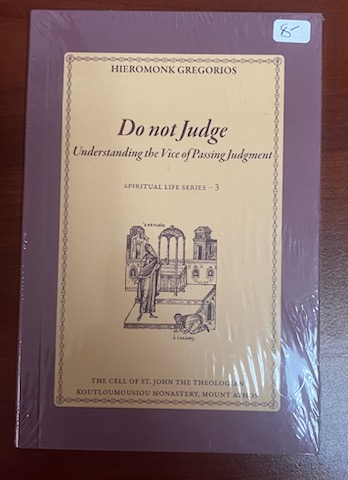 8-
HIEROMONK GREGORIOS
Do not Judge
Understanding the Vice of Passing Judgment
SPIRITUAL LIFE SERIES – 3
THE CELL OF ST. JOHN THE THEOLOGIAN
KOUTLOUMOUSIOU MONASTERY, MOUNT ATHOS